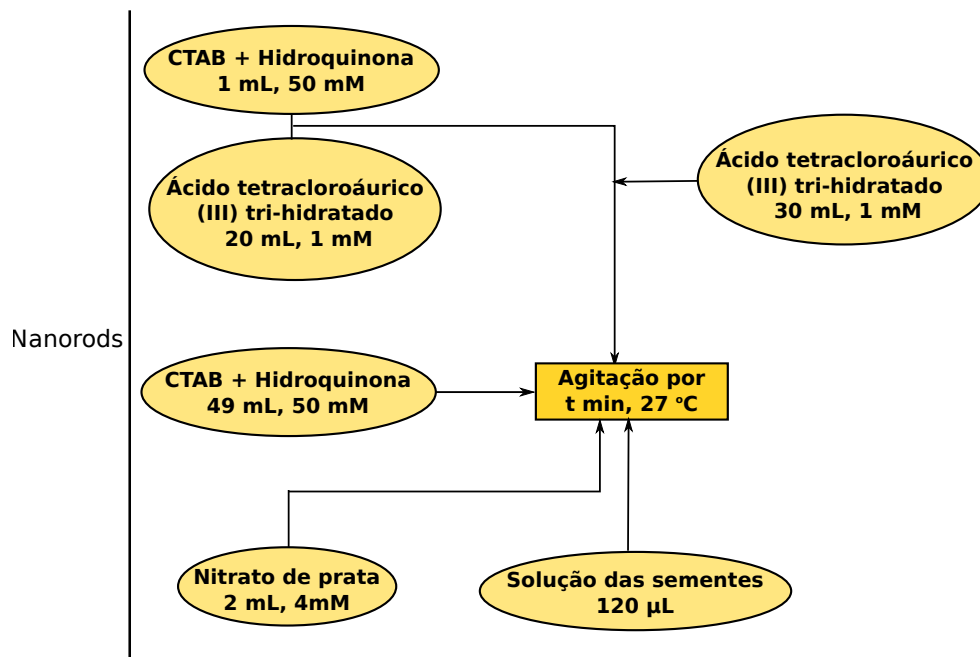 CTAB + Hidroquinona
1 mL, 50 mM
Ácido tetracloroáurico
(III) tri-hidratado
20 mL, 1 mM
Ácido tetracloroáurico
(III) tri-hidratado
30 mL, 1 mM
Nanorods
CTAB + Hidroquinona
49 mL, 50 mM
Agitação por
t min, 27 ºC
Nitrato de prata
2 mL, 4mM
Solução das sementes
120 µL